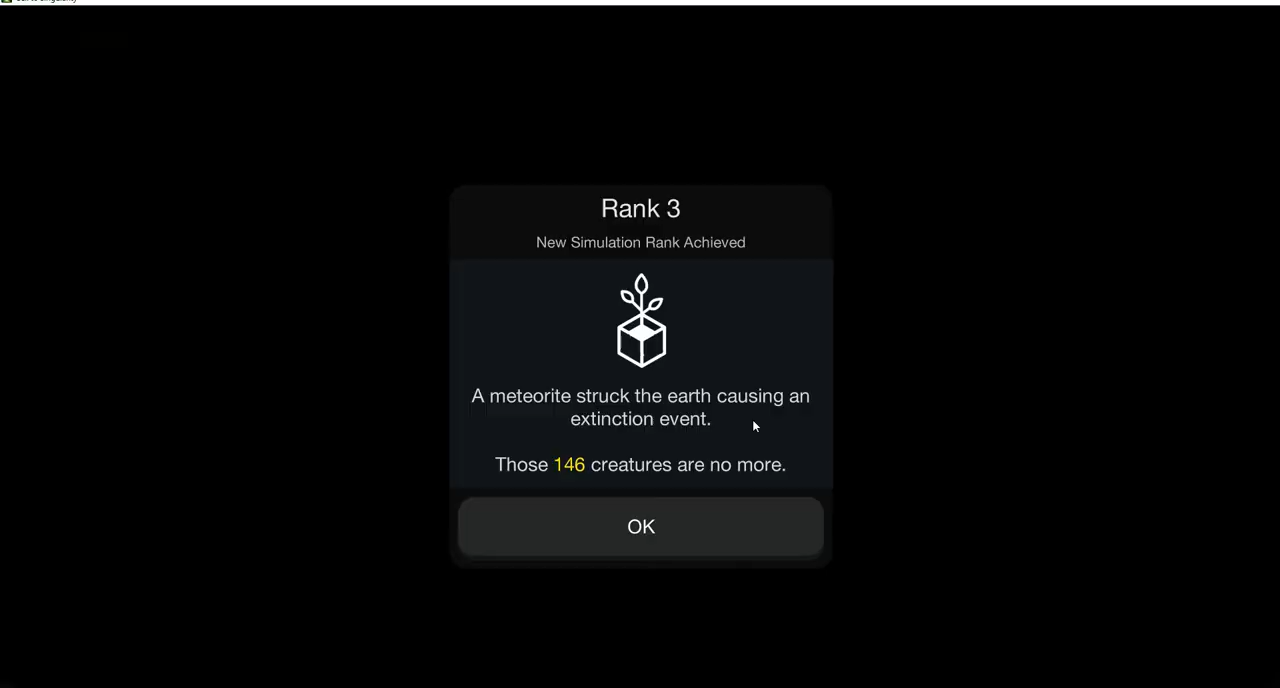 Rank 3
New Simulation Rank Achieved
A meteorite struck the earth causing an
extinction event.
Those 146 creatures are no more.
OK